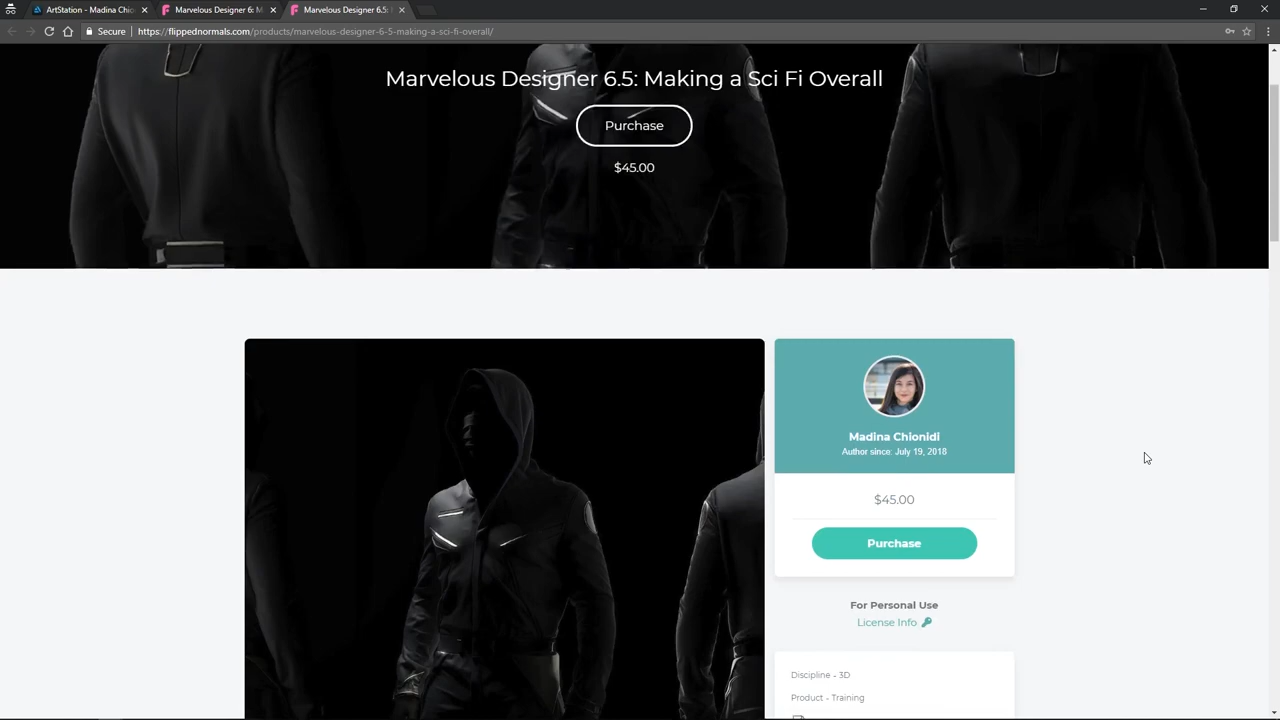 ArtStation - Madina Chio
Marvelous Designer 6: M
Marvelous Designer 6.5:
Secure
https://flippednormals.com/products/marvelous-designer-6-5-making-a-sci-fi-overall/
Marvelous Designer 6.5: Making a Sci Fi Overall
Purchase
$45.00
Madina Chionidi
Author since: July 19, 2018
$45.00
Purchase
For Personal Use
License Info
Discipline - 3D
Product - Training